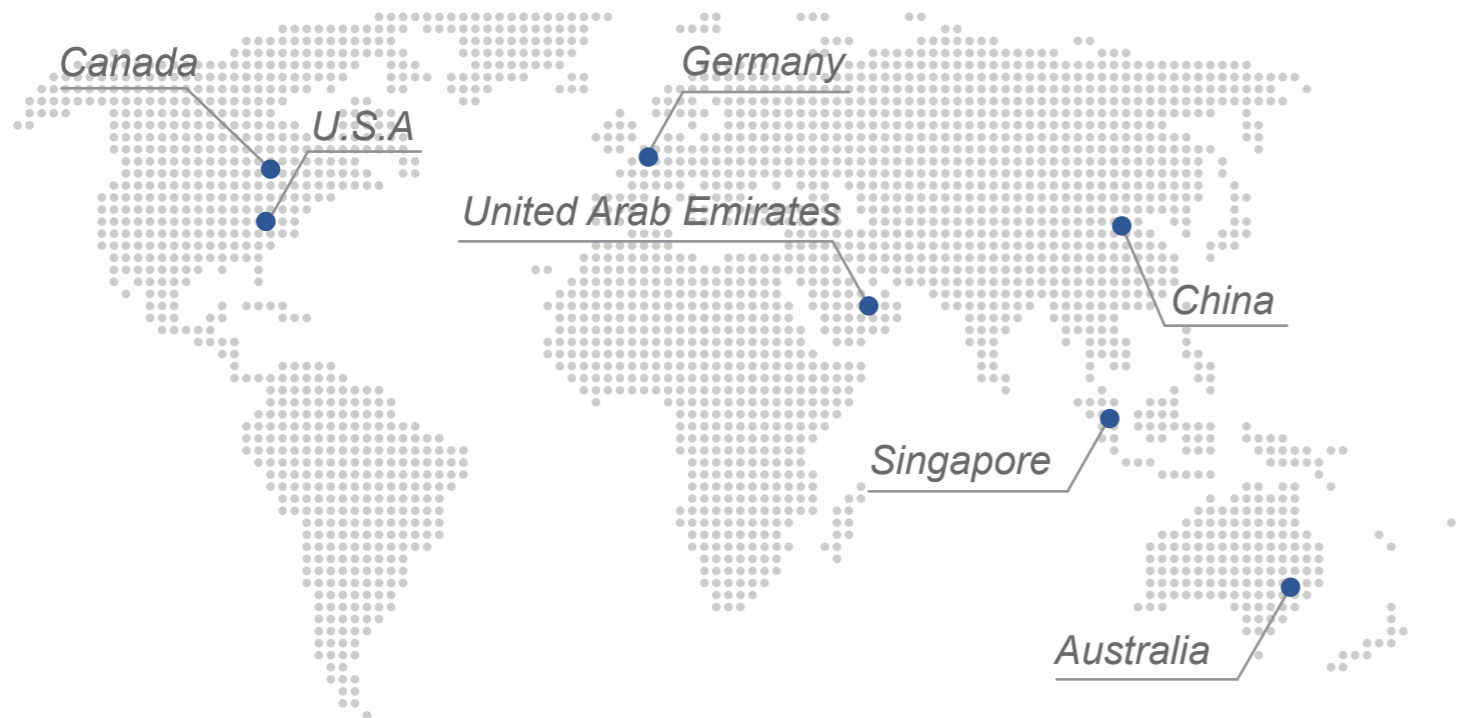 Canada
Germany
U.S.A
United Arab Emirates
China
Singapore
Australia